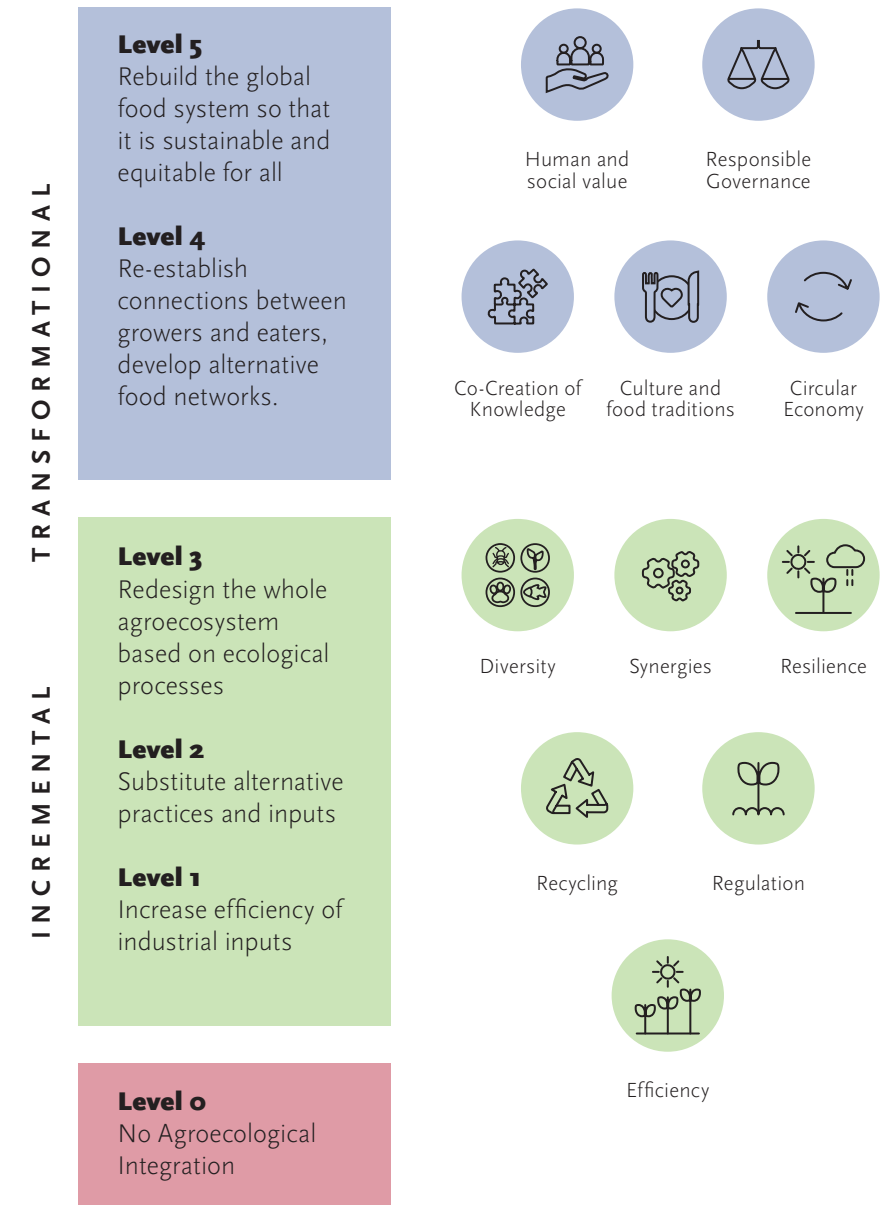 TRANSFORMATIONAL
INCREMENTAL
Level 5
Rebuild the global
food system so that
it is sustainable and
equitable for all
Level 4
Re-establish
connections between
growers and eaters,
develop alternative
food networks.
Level 3
Redesign the whole
agroecosystem
based on ecological
processes
Level 2
Substitute alternative
practices and inputs
Level 1
Increase efficiency of
industrial inputs
Level 0
No Agroecological
Integration
Human and
social value
Responsible
Governance
Co-Creation of
Knowledge
Culture and
food traditions
Circular
Economy
Diversity
Synergies
Resilience
Recycling
Regulation
Efficiency